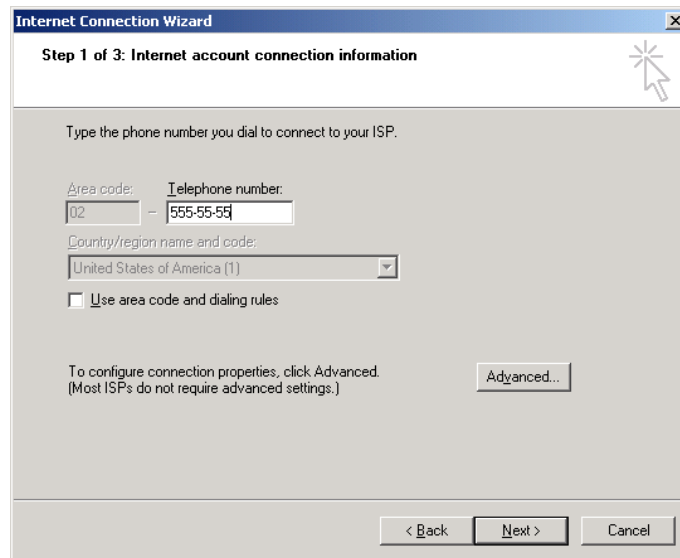 Internet Connection Wizard
Step 1 of 3: Internet account connection information
Type the phone number you dial to connect to your ISP.
Area code: Telephone number:
02 – 555-55-55
Country/region name and code:
United States of America (1)
Use area code and dialing rules
To configure connection properties, click Advanced.
(Most ISPs do not require advanced settings.)
Advanced...
< Back Next > Cancel